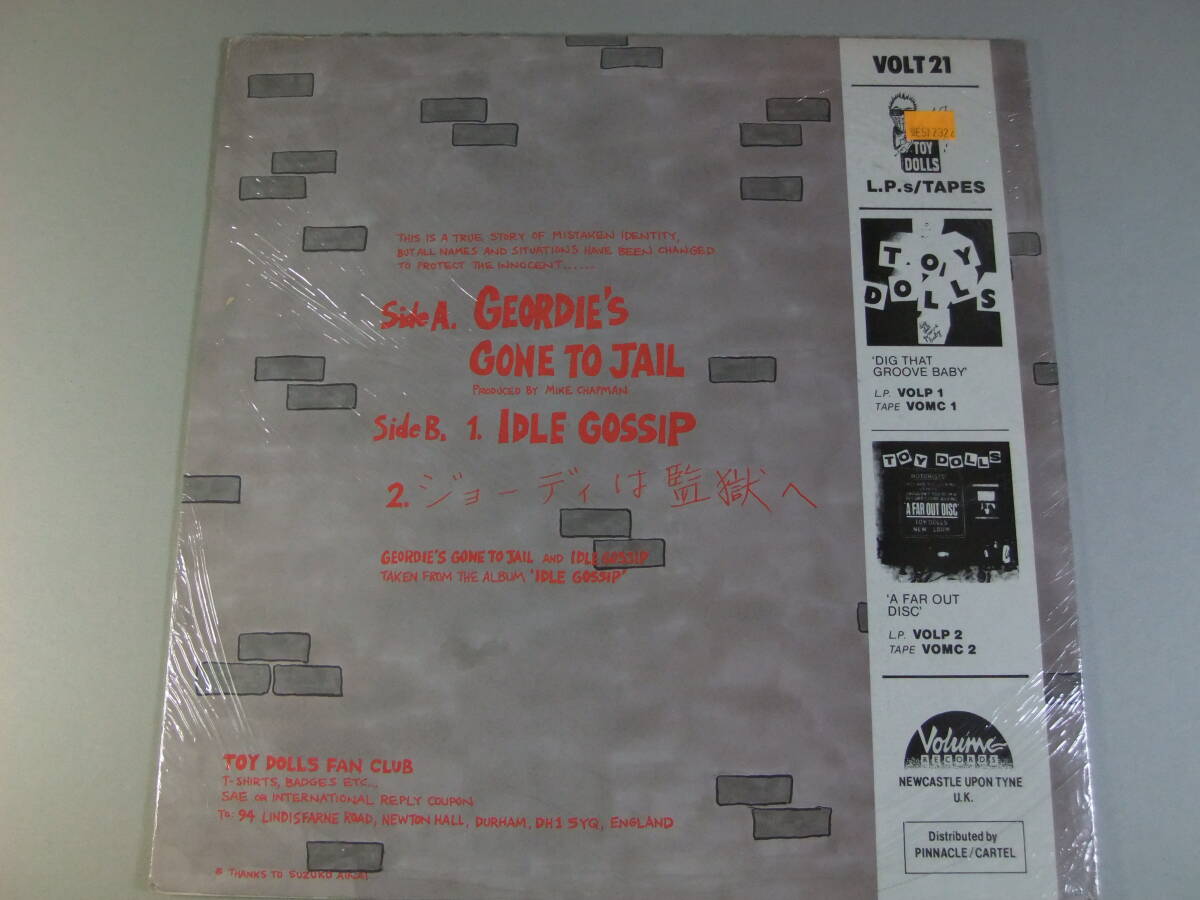 THIS IS A TRUE STORY OF MISTAKEN IDENTITY,
BUT ALL NAMES AND SITUATIONS HAVE BEEN CHANGED
TO PROTECT THE INNOCENT......
Side A. GEORDIE'S
GONE TO JAIL
PRODUCED BY MIKE CHAPMAN
Side B. 1. IDLE GOSSIP
2. ジョーディは監獄へ
GEORDIE'S GONE TO JAIL AND IDLE GOSSIP
TAKEN FROM THE ALBUM 'IDLE GOSSIP'
TOY DOLLS FAN CLUB
T-SHIRTS, BADGES ETC...
SAE OR INTERNATIONAL REPLY COUPON
TO: 94 LINDISFARNE ROAD, NEWTON HALL, DURHAM, DH1 5YQ, ENGLAND
* THANKS TO SUZUKO
VOLT 21
TOY
DOLLS
L.P.s/TAPES
TOY
DOLLS
'DIG THAT
GROOVE BABY'
L.P. VOLP 1
TAPE VOMC 1
TOY DOLLS
'A FAR OUT DISC'
TOY DOLLS
'A FAR OUT
DISC'
L.P. VOLP 2
TAPE VOMC 2
Volume
RECORDS
NEWCASTLE UPON TYNE
U.K.
Distributed by
PINNACLE/CARTEL